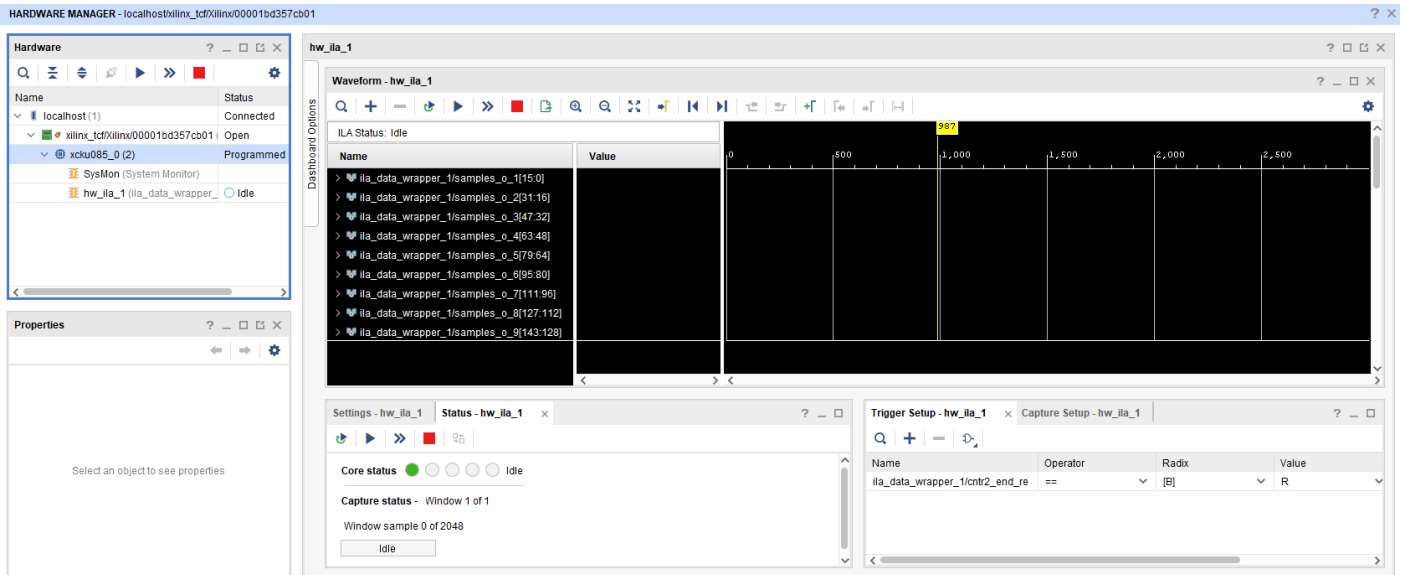 HARDWARE MANAGER - localhost/xilinx_tcf/Xilinx/00001bd357cb01
Hardware
Name Status
localhost (1) Connected
xilinx_tcf/Xilinx/00001bd357cb01 ( Open
xcku085_0 (2) Programmed
SysMon (System Monitor)
hw_ila_1 (ila_data_wrapper_ Idle
Properties
Select an object to see properties
hw_ila_1
Dashboard Options
Waveform - hw_ila_1
ILA Status: Idle
Name Value
ila_data_wrapper_1/samples_o_1[15:0]
ila_data_wrapper_1/samples_o_2[31:16]
ila_data_wrapper_1/samples_o_3[47:32]
ila_data_wrapper_1/samples_o_4[63:48]
ila_data_wrapper_1/samples_o_5[79:64]
ila_data_wrapper_1/samples_o_6[95:80]
ila_data_wrapper_1/samples_o_7[111:96]
ila_data_wrapper_1/samples_o_8[127:112]
ila_data_wrapper_1/samples_o_9[143:128]
987
0 500 1,000 1,500 2,000 2,500
Settings - hw_ila_1 Status - hw_ila_1
Core status Idle
Capture status - Window 1 of 1
Window sample 0 of 2048
Idle
Trigger Setup - hw_ila_1 Capture Setup - hw_ila_1
Name Operator Radix Value
ila_data_wrapper_1/cntr2_end_re == [B] R